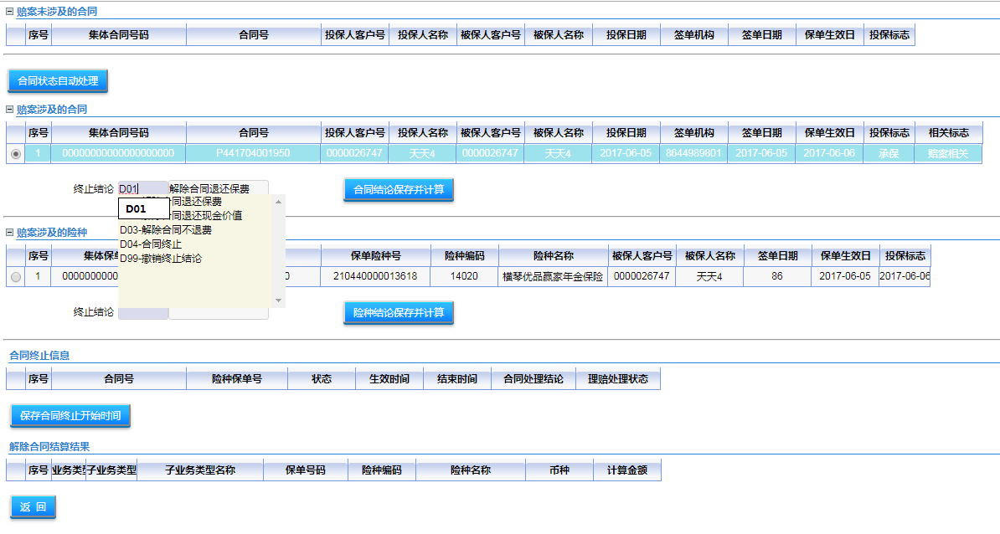 赔案未涉及的合同
序号 集体合同号码 合同号 投保人客户号 投保人名称 被保人客户号 被保人名称 投保日期 签单机构 签单日期 保单生效日 投保标志
合同状态自动处理
赔案涉及的合同
序号 集体合同号码 合同号 投保人客户号 投保人名称 被保人客户号 被保人名称 投保日期 签单机构 签单日期 保单生效日 投保标志 相关标志
1 00000000000000000000 P441704001950 0000026747 天天4 0000026747 天天4 2017-06-05 8644989801 2017-06-05 2017-06-06 承保 赔案相关
终止结论 D01 解除合同退还保费 合同结论保存并计算
合同退还保费
D01
合同退还现金价值
D03-解除合同不退费
D04-合同终止
D99-撤销终止结论
赔案涉及的险种
序号 集体保 保单险种号 险种编码 险种名称 被保人客户号 被保人名称 签单日期 保单生效日 投保标志
1 0000000000 0 210440000013618 14020 横琴优品赢家年金保险 0000026747 天天4 86 2017-06-05 2017-06-06
终止结论 险种结论保存并计算
合同终止信息
序号 合同号 险种保单号 状态 生效时间 结束时间 合同处理结论 理赔处理状态
保存合同终止开始时间
解除合同结算结果
序号 业务类 子业务类型 子业务类型名称 保单号码 险种编码 险种名称 币种 计算金额
返 回